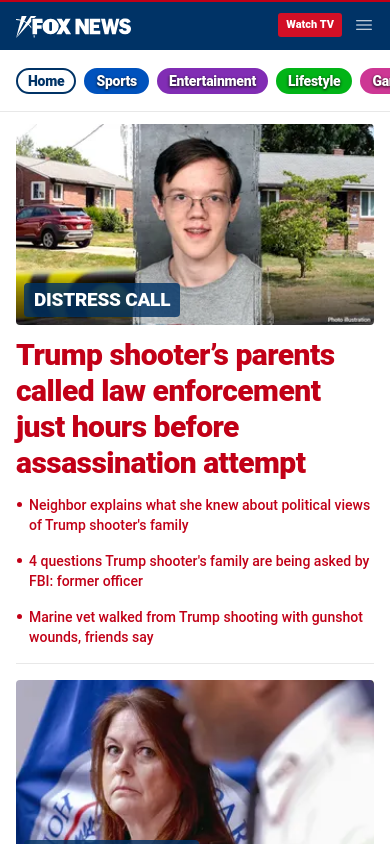 FOX NEWS
Watch TV
Home
Sports
Entertainment
Lifestyle
Ga
DISTRESS CALL
Photo Illustration
Trump shooter’s parents
called law enforcement
just hours before
assassination attempt
• Neighbor explains what she knew about political views
of Trump shooter's family
• 4 questions Trump shooter's family are being asked by
FBI: former officer
• Marine vet walked from Trump shooting with gunshot
wounds, friends say